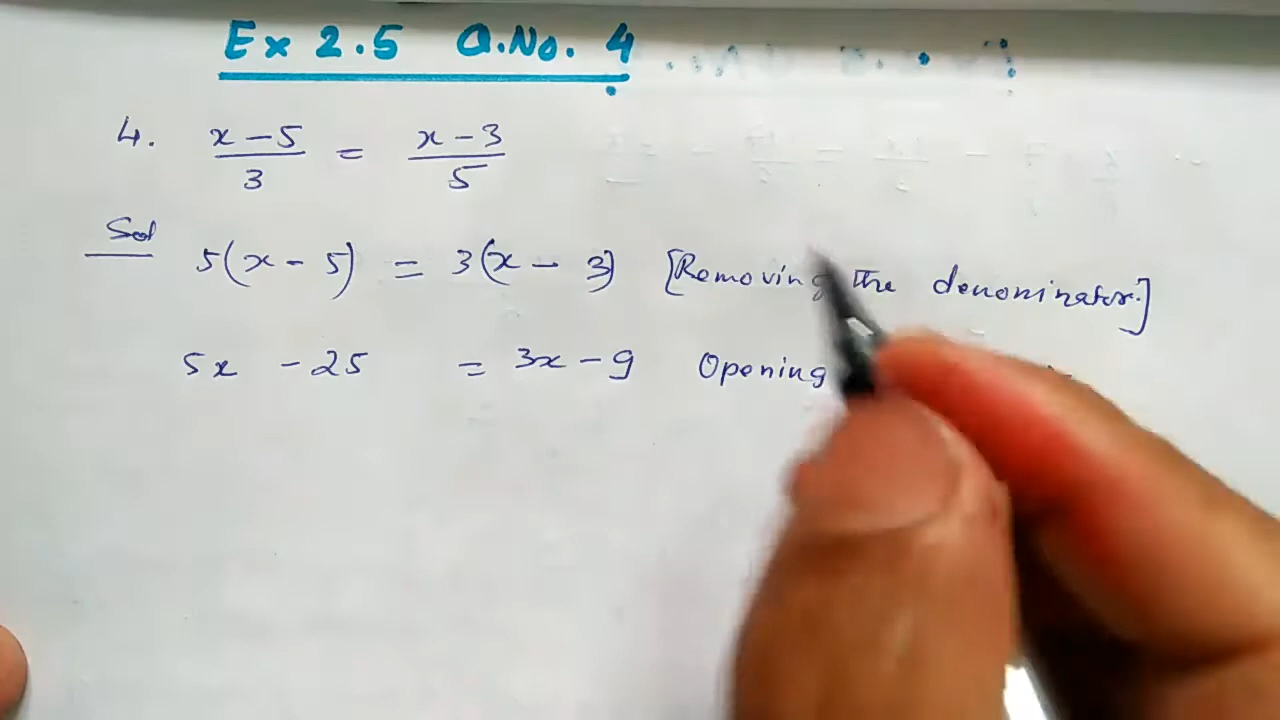 Ex 2.5 Q.No. 4
4. x - 5 / 3 = x - 3 / 5
Sol 5(x - 5) = 3(x - 3) [Removing the denominator.]
5x - 25 = 3x - 9 Opening